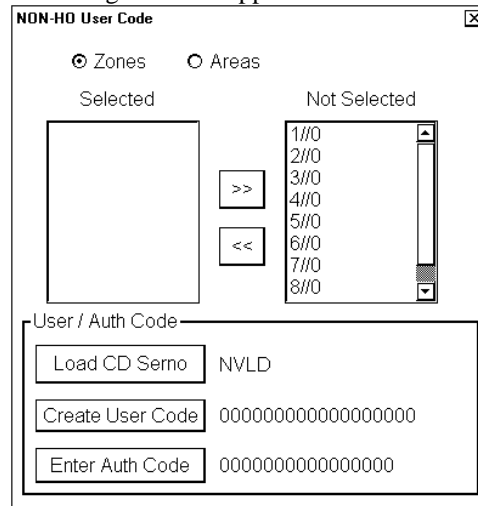 NON-HO User Code
Zones Areas
Selected Not Selected
1//0
2//0
3//0
>> 4//0
5//0
<< 6//0
7//0
8//0
User / Auth Code
Load CD Serno NVLD
Create User Code 000000000000000000
Enter Auth Code 0000000000000000